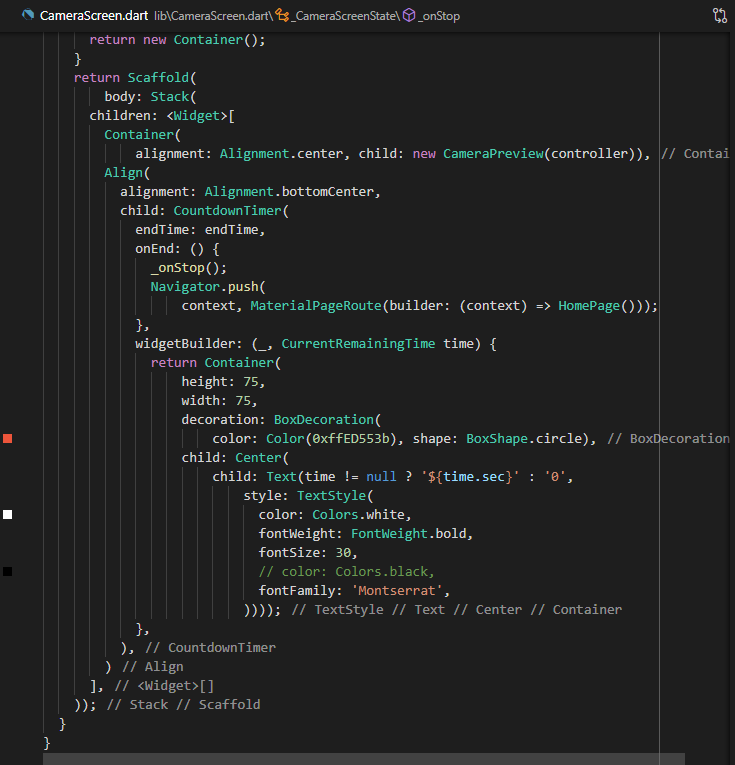 CameraScreen.dart lib\CameraScreen.dart\_CameraScreenState\_onStop
return new Container();
}
return Scaffold(
body: Stack(
children: <Widget>[
Container(
alignment: Alignment.center, child: new CameraPreview(controller)), // Contai
Align(
alignment: Alignment.bottomCenter,
child: CountdownTimer(
endTime: endTime,
onEnd: () {
_onStop();
Navigator.push(
context, MaterialPageRoute(builder: (context) => HomePage()));
},
widgetBuilder: (_, CurrentRemainingTime time) {
return Container(
height: 75,
width: 75,
decoration: BoxDecoration(
color: Color(0xffED553b), shape: BoxShape.circle), // BoxDecoration
child: Center(
child: Text(time != null ? '${time.sec}' : '0',
style: TextStyle(
color: Colors.white,
fontWeight: FontWeight.bold,
fontSize: 30,
// color: Colors.black,
fontFamily: 'Montserrat',
)))); // TextStyle // Text // Center // Container
},
), // CountdownTimer
) // Align
], // <Widget>[]
)); // Stack // Scaffold
}
}